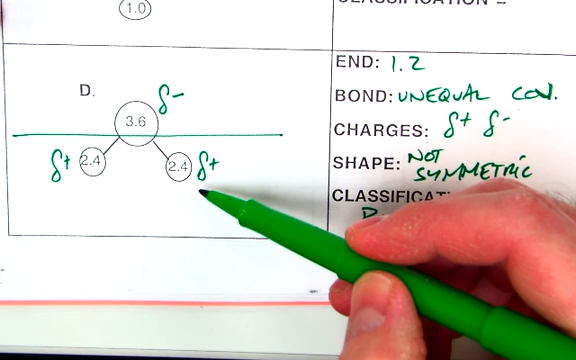 1.0
CLASSIFICATION =
END: 1.2
D.
δ-
BOND: UNEQUAL COV.
3.6
CHARGES: δ+ δ-
δ+ 2.4
2.4 δ+
SHAPE: NOT
SYMMETRIC